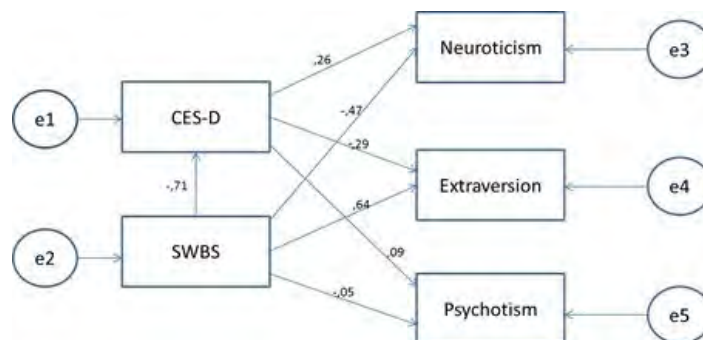 Neuroticism
e3
,26
e1
CES-D
-,47
-,29
-,71
Extraversion
e4
,64
e2
SWBS
,09
-,05
Psychotism
e5